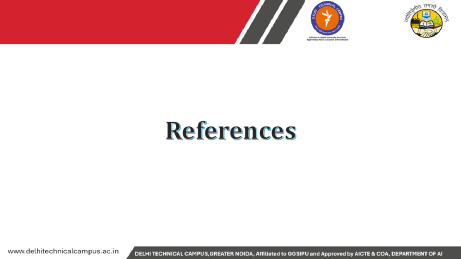 References
www.delhitechnicalcampus.ac.in
DELHI TECHNICAL CAMPUS,GREATER NOIDA, Affiliated to GGSIPU and Approved by AICTE & COA, DEPARTMENT OF AI